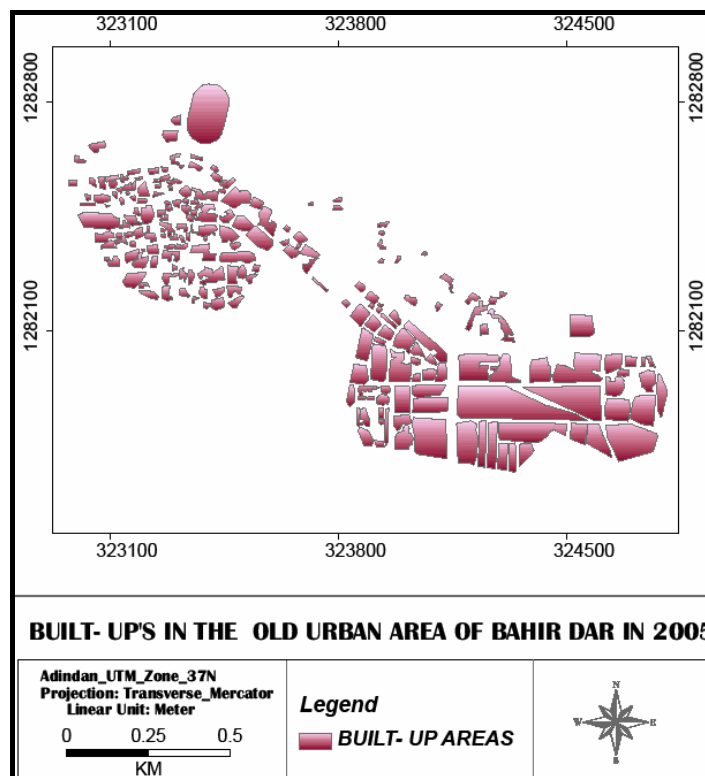 323100 323800 324500
1282800 1282800
1282100 1282100
323100 323800 324500
BUILT- UP'S IN THE OLD URBAN AREA OF BAHIR DAR IN 2005
Adindan_UTM_Zone_37N
Projection: Transverse_Mercator
Linear Unit: Meter
0 0.25 0.5
KM
Legend
BUILT- UP AREAS
N
W E
S